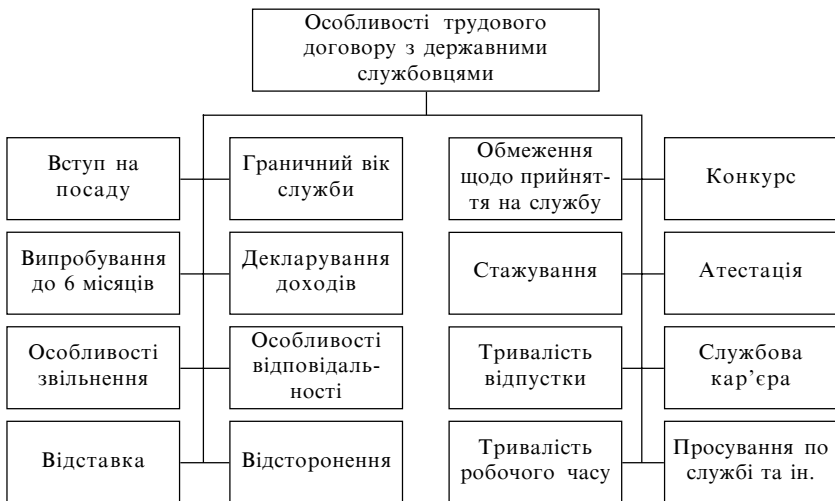 Особливості трудового
договору з державними
службовцями
Вступ на
посаду
Граничний вік
служби
Обмеження
щодо прийнят-
тя на службу
Конкурс
Випробування
до 6 місяців
Декларування
доходів
Стажування
Атестація
Особливості
звільнення
Особливості
відповідаль-
ності
Тривалість
відпустки
Службова
кар’єра
Відставка
Відсторонення
Тривалість
робочого часу
Просування по
службі та ін.